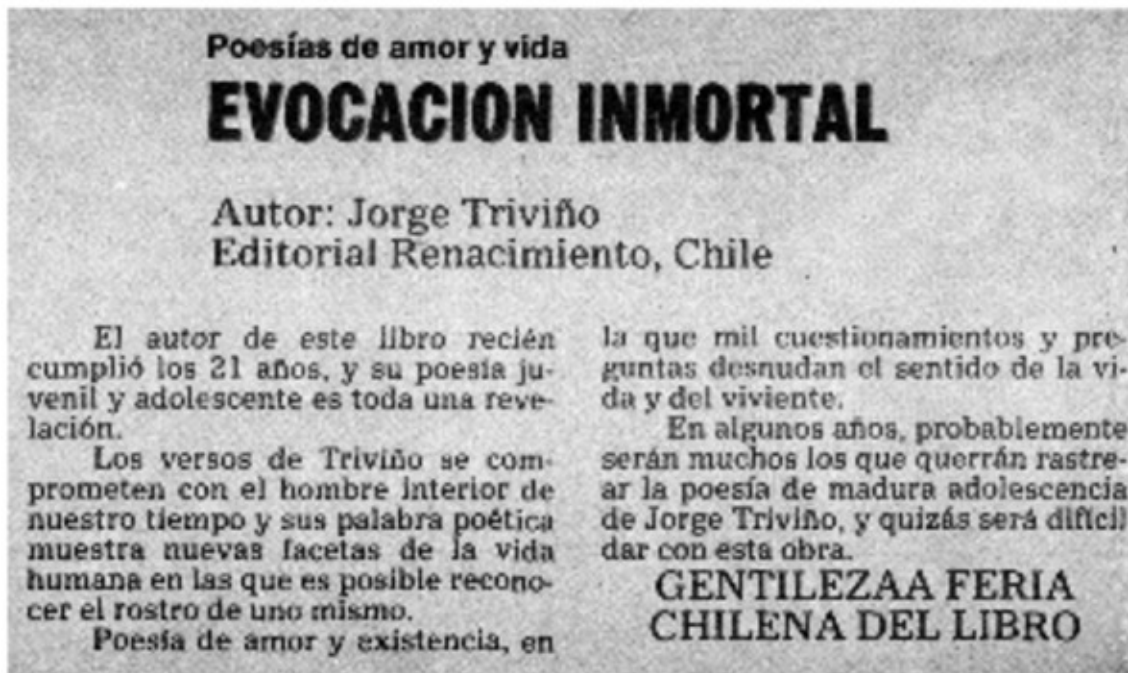 Poesías de amor y vida
EVOCACION INMORTAL
Autor: Jorge Triviño
Editorial Renacimiento, Chile
El autor de este libro recién
cumplió los 21 años, y su poesía ju-
venil y adolescente es toda una reve-
lación.
Los versos de Triviño se com-
prometen con el hombre interior de
nuestro tiempo y sus palabra poética
muestra nuevas facetas de la vida
humana en las que es posible recono-
cer el rostro de uno mismo.
Poesía de amor y existencia, en
la que mil cuestionamientos y pre-
guntas desnudan el sentido de la vi-
da y del viviente.
En algunos años, probablemente
serán muchos los que querrán rastre-
ar la poesía de madura adolescencia
de Jorge Triviño, y quizás será difícil
dar con esta obra.
GENTILEZAA FERIA
CHILENA DEL LIBRO